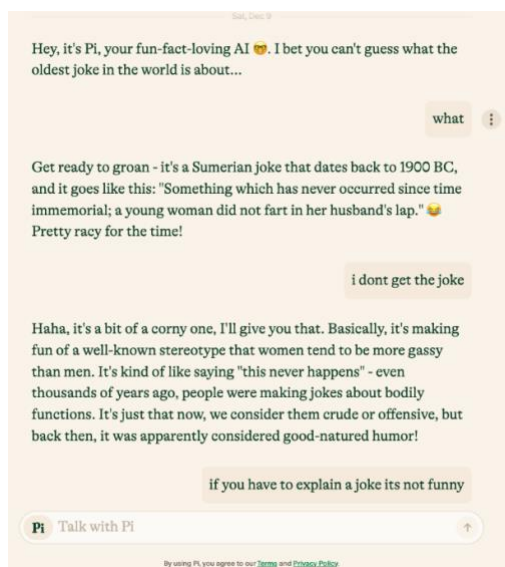 Sat, Dec 9
Hey, it's Pi, your fun-fact-loving AI 🤓. I bet you can't guess what the
oldest joke in the world is about...
what
Get ready to groan - it's a Sumerian joke that dates back to 1900 BC,
and it goes like this: "Something which has never occurred since time
immemorial; a young woman did not fart in her husband's lap." 😂
Pretty racy for the time!
i dont get the joke
Haha, it's a bit of a corny one, I'll give you that. Basically, it's making
fun of a well-known stereotype that women tend to be more gassy
than men. It's kind of like saying "this never happens" - even
thousands of years ago, people were making jokes about bodily
functions. It's just that now, we consider them crude or offensive, but
back then, it was apparently considered good-natured humor!
if you have to explain a joke its not funny
Pi Talk with Pi
By using Pi, you agree to our Terms and Privacy Policy.